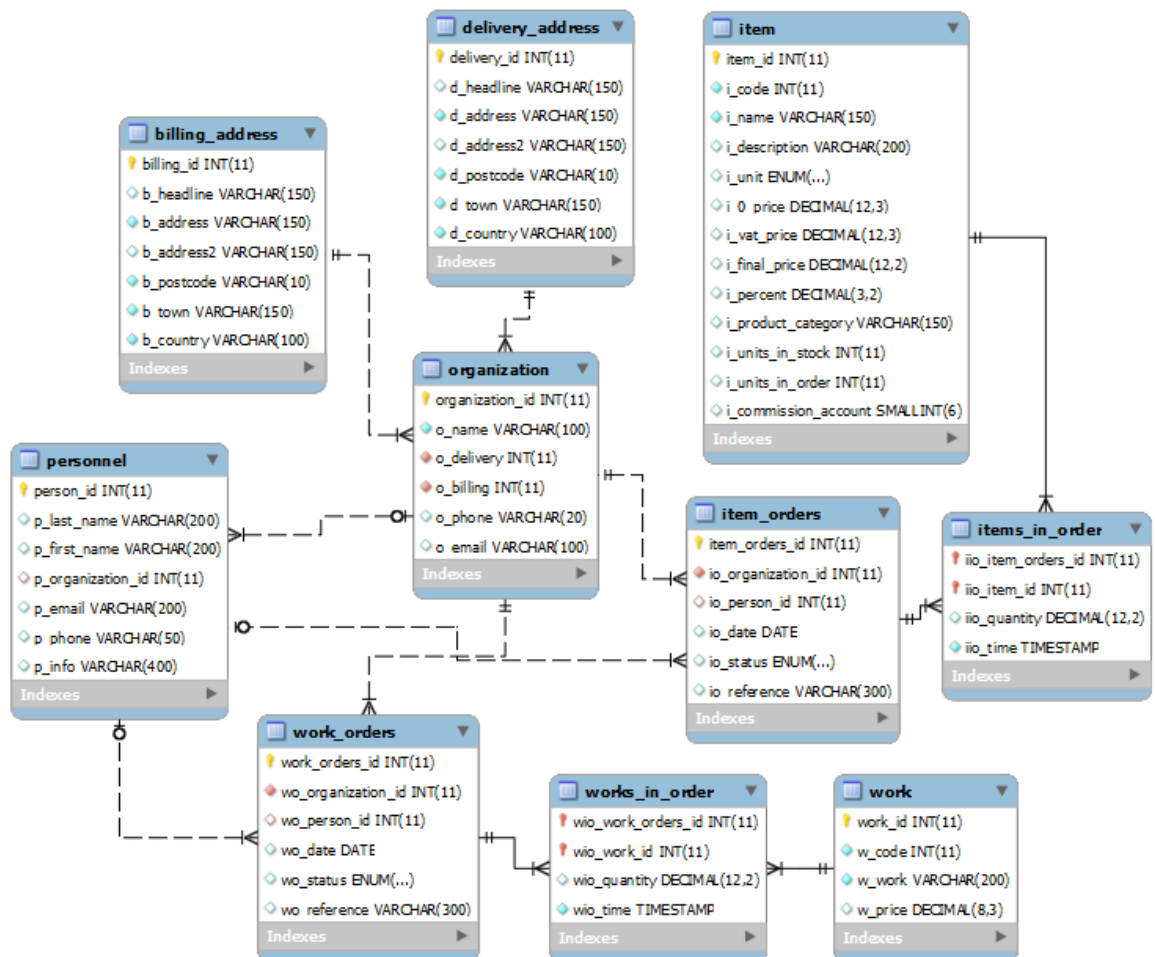 delivery_address
delivery_id INT(11)
d_headline VARCHAR(150)
d_address VARCHAR(150)
d_address2 VARCHAR(150)
d_postcode VARCHAR(10)
d_town VARCHAR(150)
d_country VARCHAR(100)
Indexes
item
item_id INT(11)
i_code INT(11)
i_name VARCHAR(150)
i_description VARCHAR(200)
i_unit ENUM(...)
i_0_price DECIMAL(12,3)
i_vat_price DECIMAL(12,3)
i_final_price DECIMAL(12,2)
i_percent DECIMAL(3,2)
i_product_category VARCHAR(150)
i_units_in_stock INT(11)
i_units_in_order INT(11)
i_commission_account SMALLINT(6)
Indexes
billing_address
billing_id INT(11)
b_headline VARCHAR(150)
b_address VARCHAR(150)
b_address2 VARCHAR(150)
b_postcode VARCHAR(10)
b_town VARCHAR(150)
b_country VARCHAR(100)
Indexes
organization
organization_id INT(11)
o_name VARCHAR(100)
o_delivery INT(11)
o_billing INT(11)
o_phone VARCHAR(20)
o_email VARCHAR(100)
Indexes
personnel
person_id INT(11)
p_last_name VARCHAR(200)
p_first_name VARCHAR(200)
p_organization_id INT(11)
p_email VARCHAR(200)
p_phone VARCHAR(50)
p_info VARCHAR(400)
Indexes
item_orders
item_orders_id INT(11)
io_organization_id INT(11)
io_person_id INT(11)
io_date DATE
io_status ENUM(...)
io_reference VARCHAR(300)
Indexes
items_in_order
iio_item_orders_id INT(11)
iio_item_id INT(11)
iio_quantity DECIMAL(12,2)
iio_time TIMESTAMP
Indexes
work_orders
work_orders_id INT(11)
wo_organization_id INT(11)
wo_person_id INT(11)
wo_date DATE
wo_status ENUM(...)
wo_reference VARCHAR(300)
Indexes
works_in_order
wio_work_orders_id INT(11)
wio_work_id INT(11)
wio_quantity DECIMAL(12,2)
wio_time TIMESTAMP
Indexes
work
work_id INT(11)
w_code INT(11)
w_work VARCHAR(200)
w_price DECIMAL(8,3)
Indexes